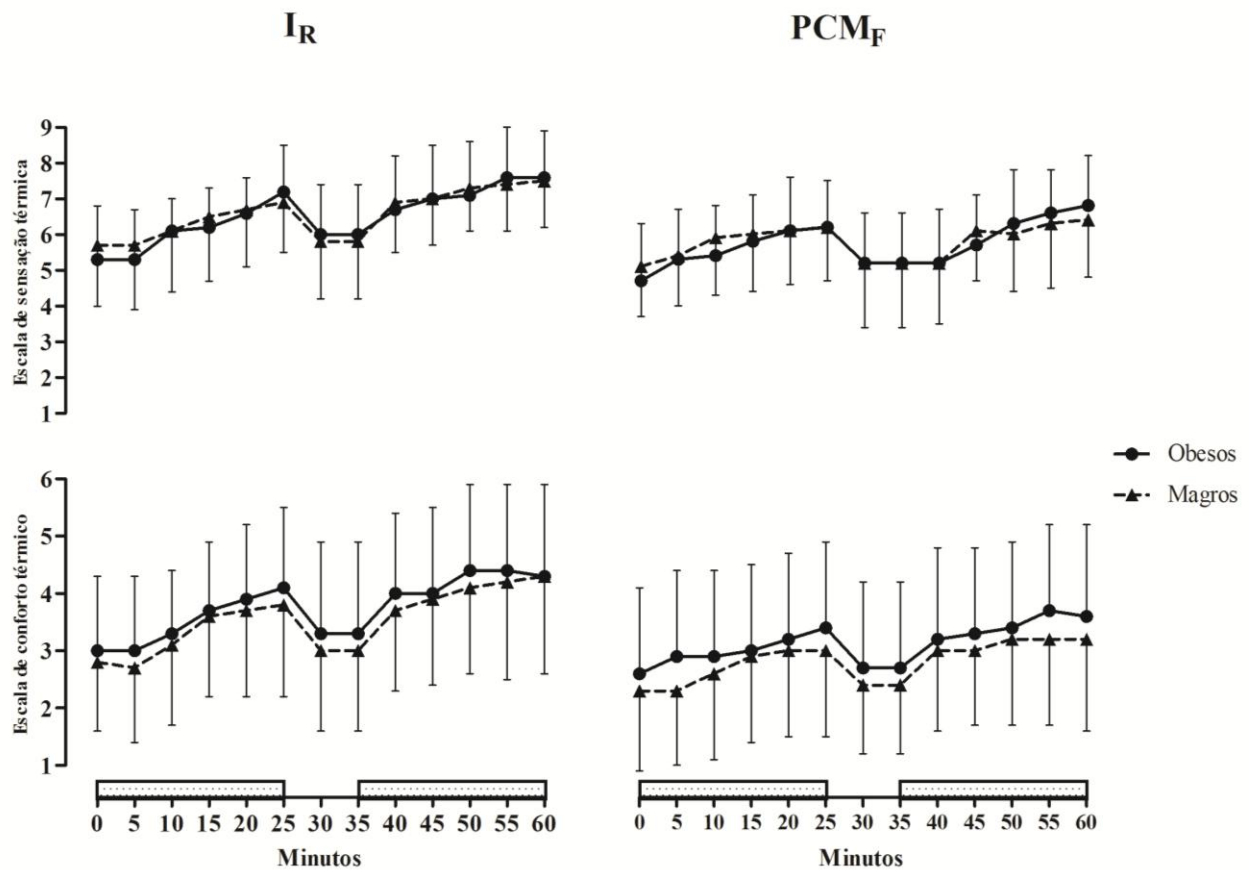 I_R
PCM_F
Escala de sensação térmica
9
8
7
6
5
4
3
2
1
Escala de conforto térmico
6
5
4
3
2
1
Obesos
Magros
0 5 10 15 20 25 30 35 40 45 50 55 60
Minutos
0 5 10 15 20 25 30 35 40 45 50 55 60
Minutos